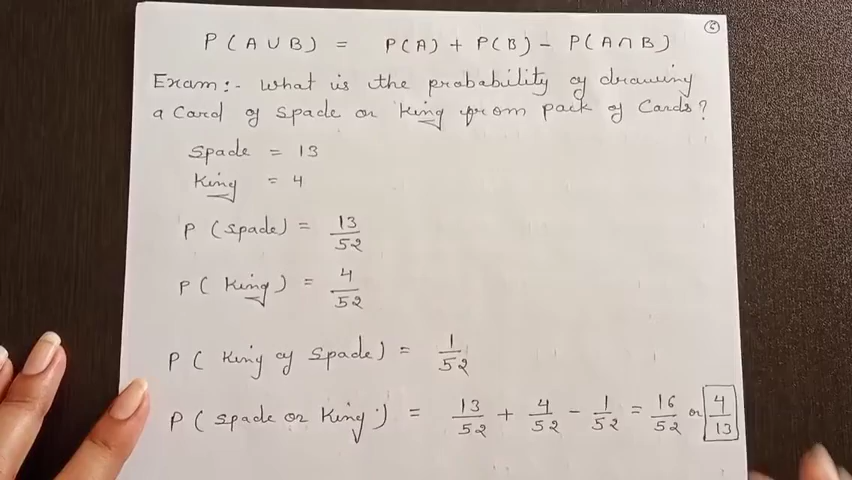 6
P(A∪B) = P(A) + P(B) - P(A∩B)
Exam:- What is the probability of drawing
a Card of Spade or King from pack of Cards?
Spade = 13
King = 4
P (Spade) = 13/52
P ( King ) = 4/52
P ( King of Spade) = 1/52
P ( Spade or King ) = 13/52 + 4/52 - 1/52 = 16/52 or 4/13